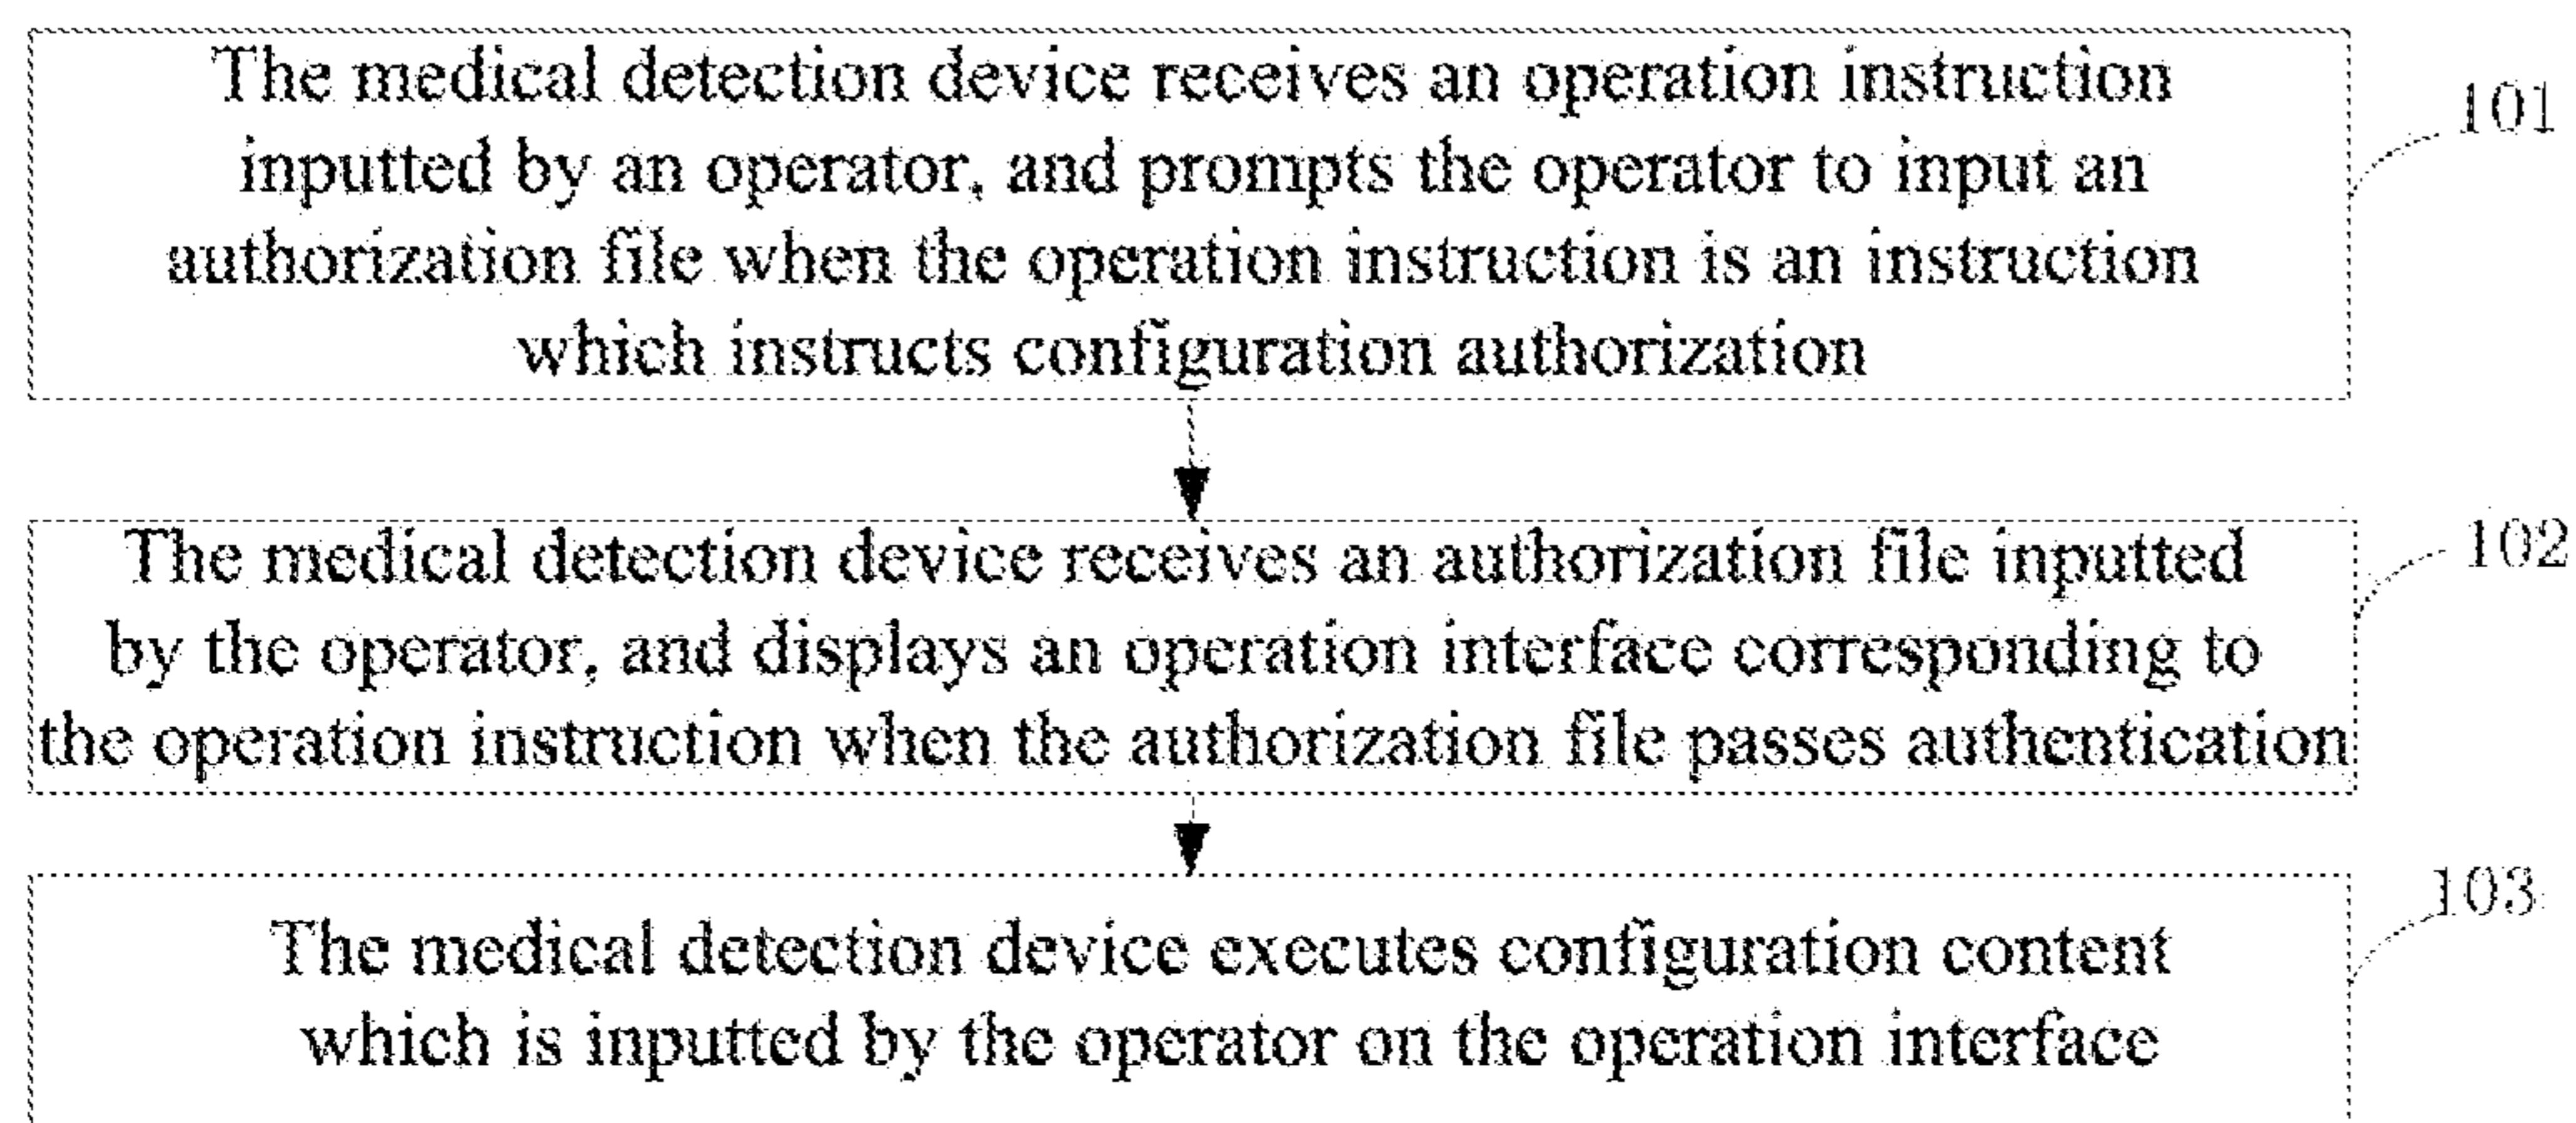 The medical detection device receives an operation instruction
inputted by an operator, and prompts the operator to input an
authorization file when the operation instruction is an instruction
which instructs configuration authorization
101
The medical detection device receives an authorization file inputted
by the operator, and displays an operation interface corresponding to
the operation instruction when the authorization file passes authentication
102
The medical detection device executes configuration content
which is inputted by the operator on the operation interface
103